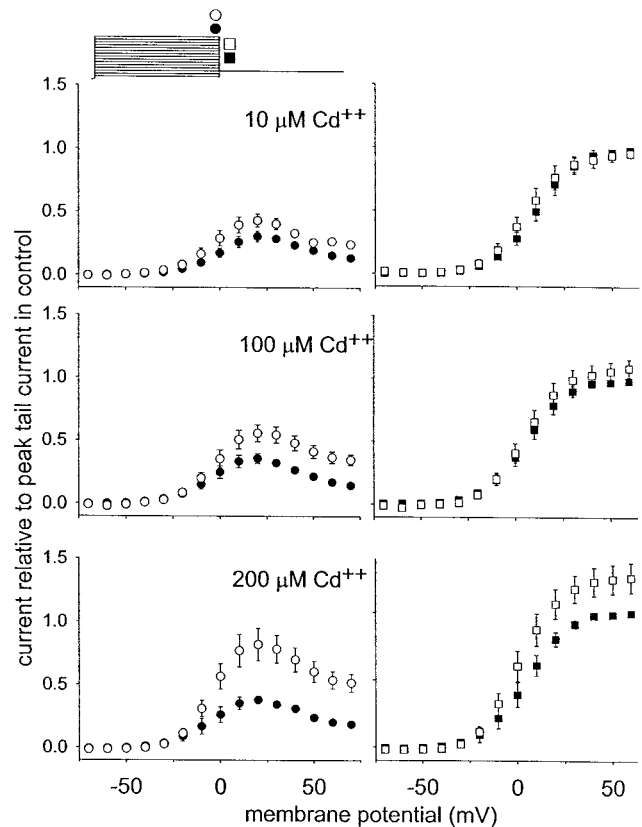 1.5
10 μM Cd++
1.0
0.5
0.0
1.5
100 μM Cd++
1.0
0.5
0.0
1.5
200 μM Cd++
1.0
0.5
0.0
-50 0 50 -50 0 50
membrane potential (mV)
current relative to peak tail current in control